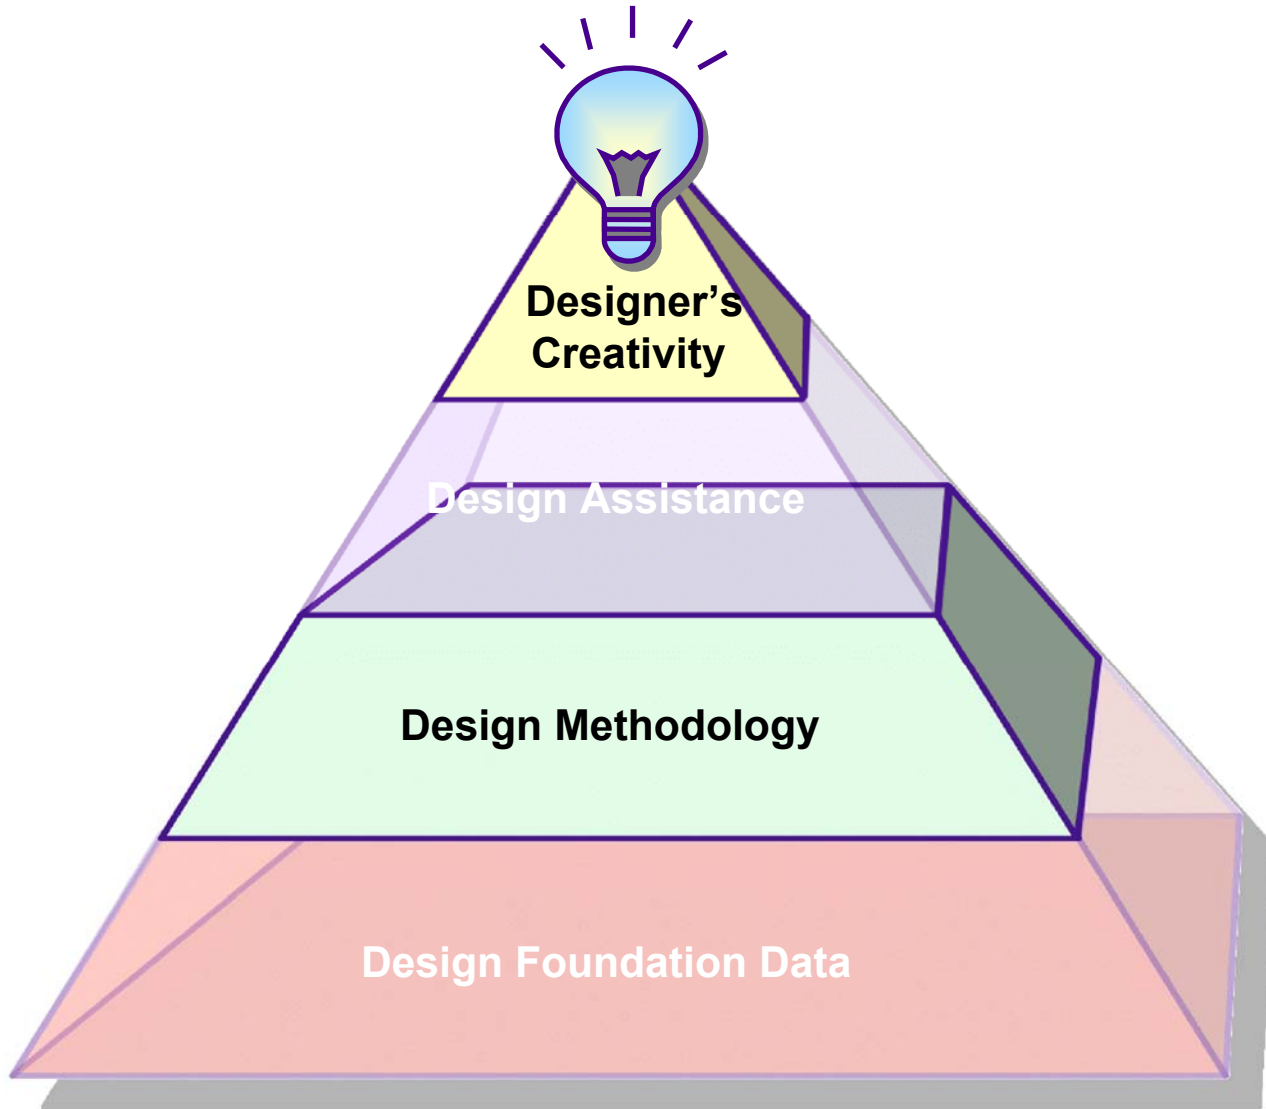 Designer’s
Creativity
Design Assistance
Design Methodology
Design Foundation Data